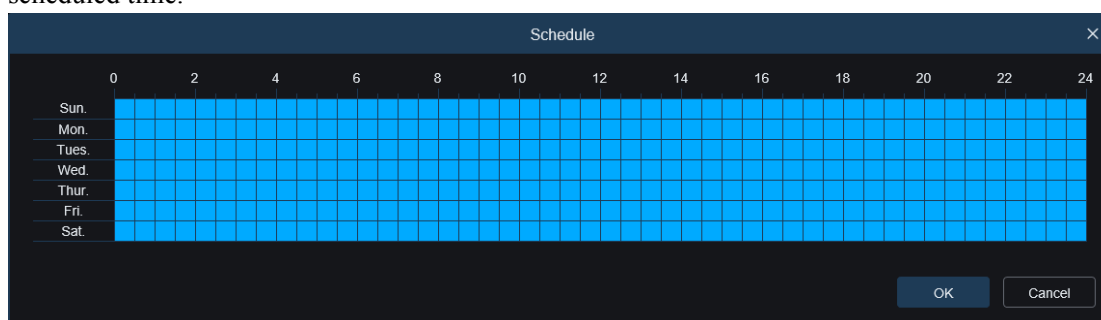 scheduled time.
Schedule ×
0 2 4 6 8 10 12 14 16 18 20 22 24
Sun.
Mon.
Tues.
Wed.
Thur.
Fri.
Sat.
OK Cancel